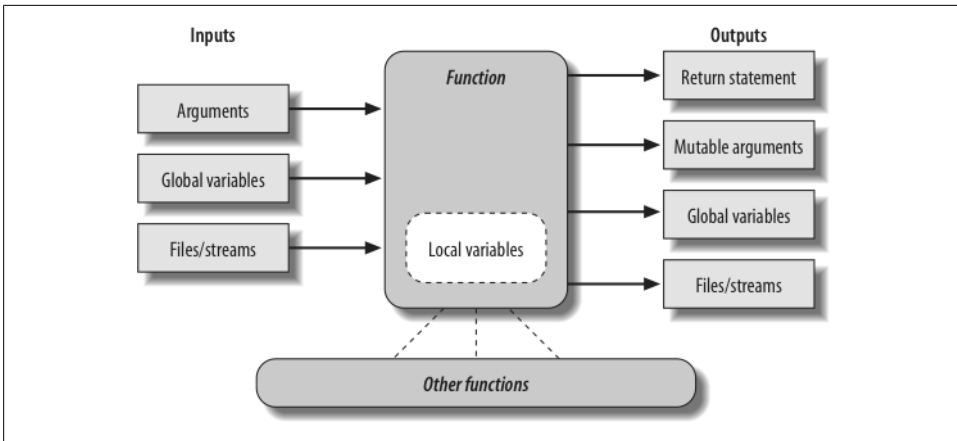 Inputs
Outputs
Function
Arguments
Global variables
Files/streams
Local variables
Return statement
Mutable arguments
Global variables
Files/streams
Other functions